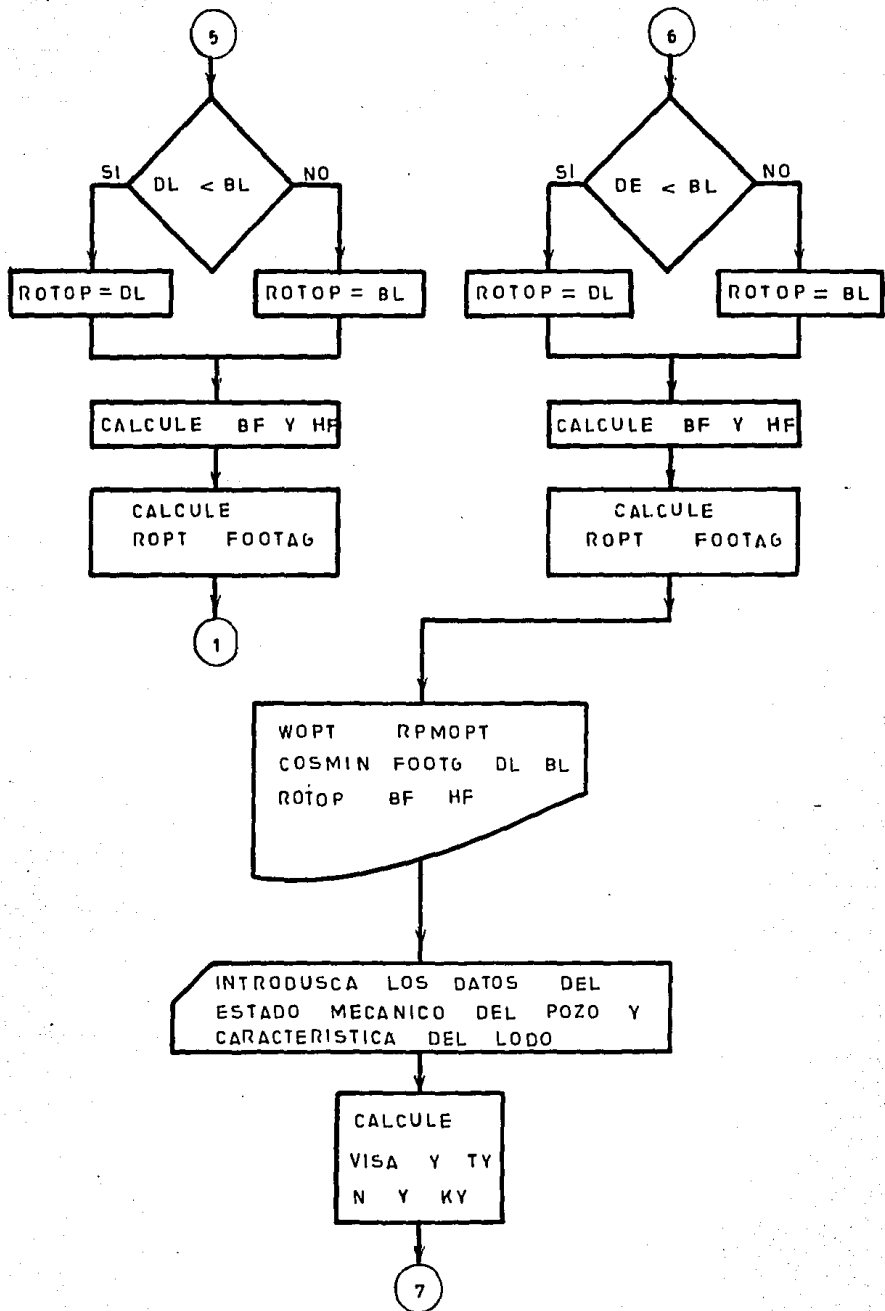 5
DL < BL
SI
NO
ROTOP = DL
ROTOP = BL
CALCULE BF Y HF
CALCULE
ROPT FOOTAG
1
6
DE < BL
SI
NO
ROTOP = DL
ROTOP = BL
CALCULE BF Y HF
CALCULE
ROPT FOOTAG
WOPT RPMOPT
COSMIN FOOTG DL BL
ROTOP BF HF
INTRODUSCA LOS DATOS DEL
ESTADO MECANICO DEL POZO Y
CARACTERISTICA DEL LODO
CALCULE
VISA Y TY
N Y KY
7